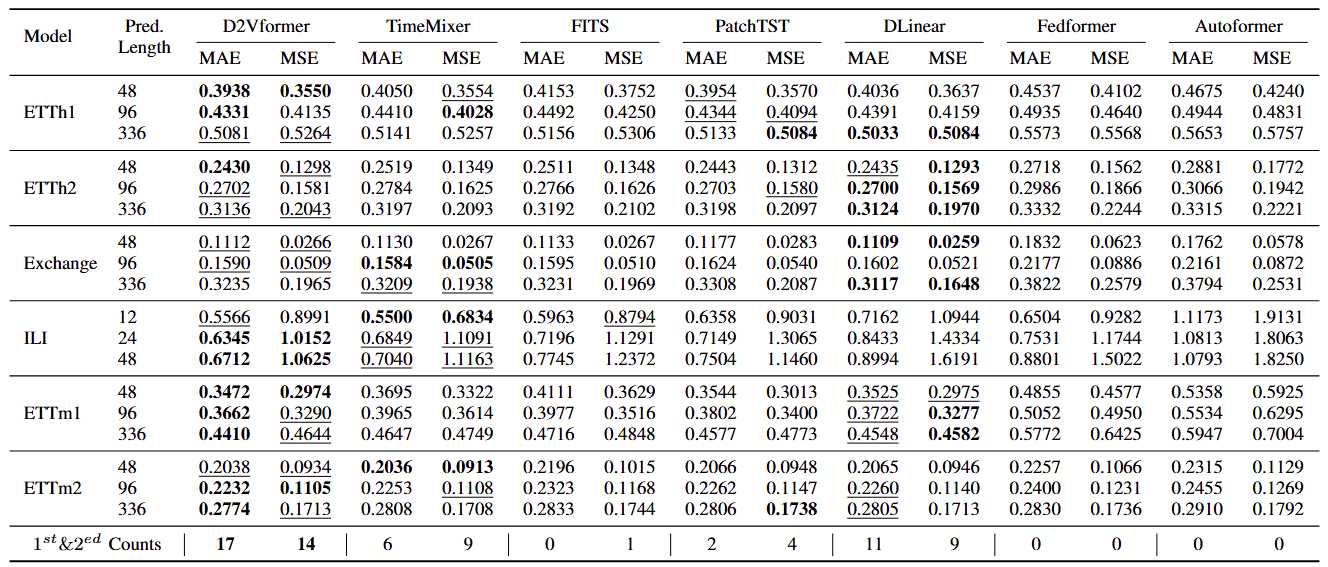 Model Pred. Length D2Vformer TimeMixer FITS PatchTST DLinear Fedformer Autoformer
MAE MSE MAE MSE MAE MSE MAE MSE MAE MSE MAE MSE MAE MSE
ETTh1 48 0.3938 0.3550 0.4050 0.3554 0.4153 0.3752 0.3954 0.3570 0.4036 0.3637 0.4537 0.4102 0.4675 0.4240
96 0.4331 0.4135 0.4410 0.4028 0.4492 0.4250 0.4344 0.4094 0.4391 0.4159 0.4935 0.4640 0.4944 0.4831
336 0.5081 0.5264 0.5141 0.5257 0.5156 0.5306 0.5133 0.5084 0.5033 0.5084 0.5573 0.5568 0.5653 0.5757
ETTh2 48 0.2430 0.1298 0.2519 0.1349 0.2511 0.1348 0.2443 0.1312 0.2435 0.1293 0.2718 0.1562 0.2881 0.1772
96 0.2702 0.1581 0.2784 0.1625 0.2766 0.1626 0.2703 0.1580 0.2700 0.1569 0.2986 0.1866 0.3066 0.1942
336 0.3136 0.2043 0.3197 0.2093 0.3192 0.2102 0.3198 0.2097 0.3124 0.1970 0.3332 0.2244 0.3315 0.2221
Exchange 48 0.1112 0.0266 0.1130 0.0267 0.1133 0.0267 0.1177 0.0283 0.1109 0.0259 0.1832 0.0623 0.1762 0.0578
96 0.1590 0.0509 0.1584 0.0505 0.1595 0.0510 0.1624 0.0540 0.1602 0.0521 0.2177 0.0886 0.2161 0.0872
336 0.3235 0.1965 0.3209 0.1938 0.3231 0.1969 0.3308 0.2087 0.3117 0.1648 0.3822 0.2579 0.3794 0.2531
ILI 12 0.5566 0.8991 0.5500 0.6834 0.5963 0.8794 0.6358 0.9031 0.7162 1.0944 0.6504 0.9282 1.1173 1.9131
24 0.6345 1.0152 0.6849 1.1091 0.7196 1.1291 0.7149 1.3065 0.8433 1.4334 0.7531 1.1744 1.0813 1.8063
48 0.6712 1.0625 0.7040 1.1163 0.7745 1.2372 0.7504 1.1460 0.8994 1.6191 0.8801 1.5022 1.0793 1.8250
ETTm1 48 0.3472 0.2974 0.3695 0.3322 0.4111 0.3629 0.3544 0.3013 0.3525 0.2975 0.4855 0.4577 0.5358 0.5925
96 0.3662 0.3290 0.3965 0.3614 0.3977 0.3516 0.3802 0.3400 0.3722 0.3277 0.5052 0.4950 0.5534 0.6295
336 0.4410 0.4644 0.4647 0.4749 0.4716 0.4848 0.4577 0.4773 0.4548 0.4582 0.5772 0.6425 0.5947 0.7004
ETTm2 48 0.2038 0.0934 0.2036 0.0913 0.2196 0.1015 0.2066 0.0948 0.2065 0.0946 0.2257 0.1066 0.2315 0.1129
96 0.2232 0.1105 0.2253 0.1108 0.2323 0.1168 0.2262 0.1147 0.2260 0.1140 0.2400 0.1231 0.2455 0.1269
336 0.2774 0.1713 0.2808 0.1708 0.2833 0.1744 0.2806 0.1738 0.2805 0.1713 0.2830 0.1736 0.2910 0.1792
1st&2ed Counts 17 14 6 9 0 1 2 4 11 9 0 0 0 0